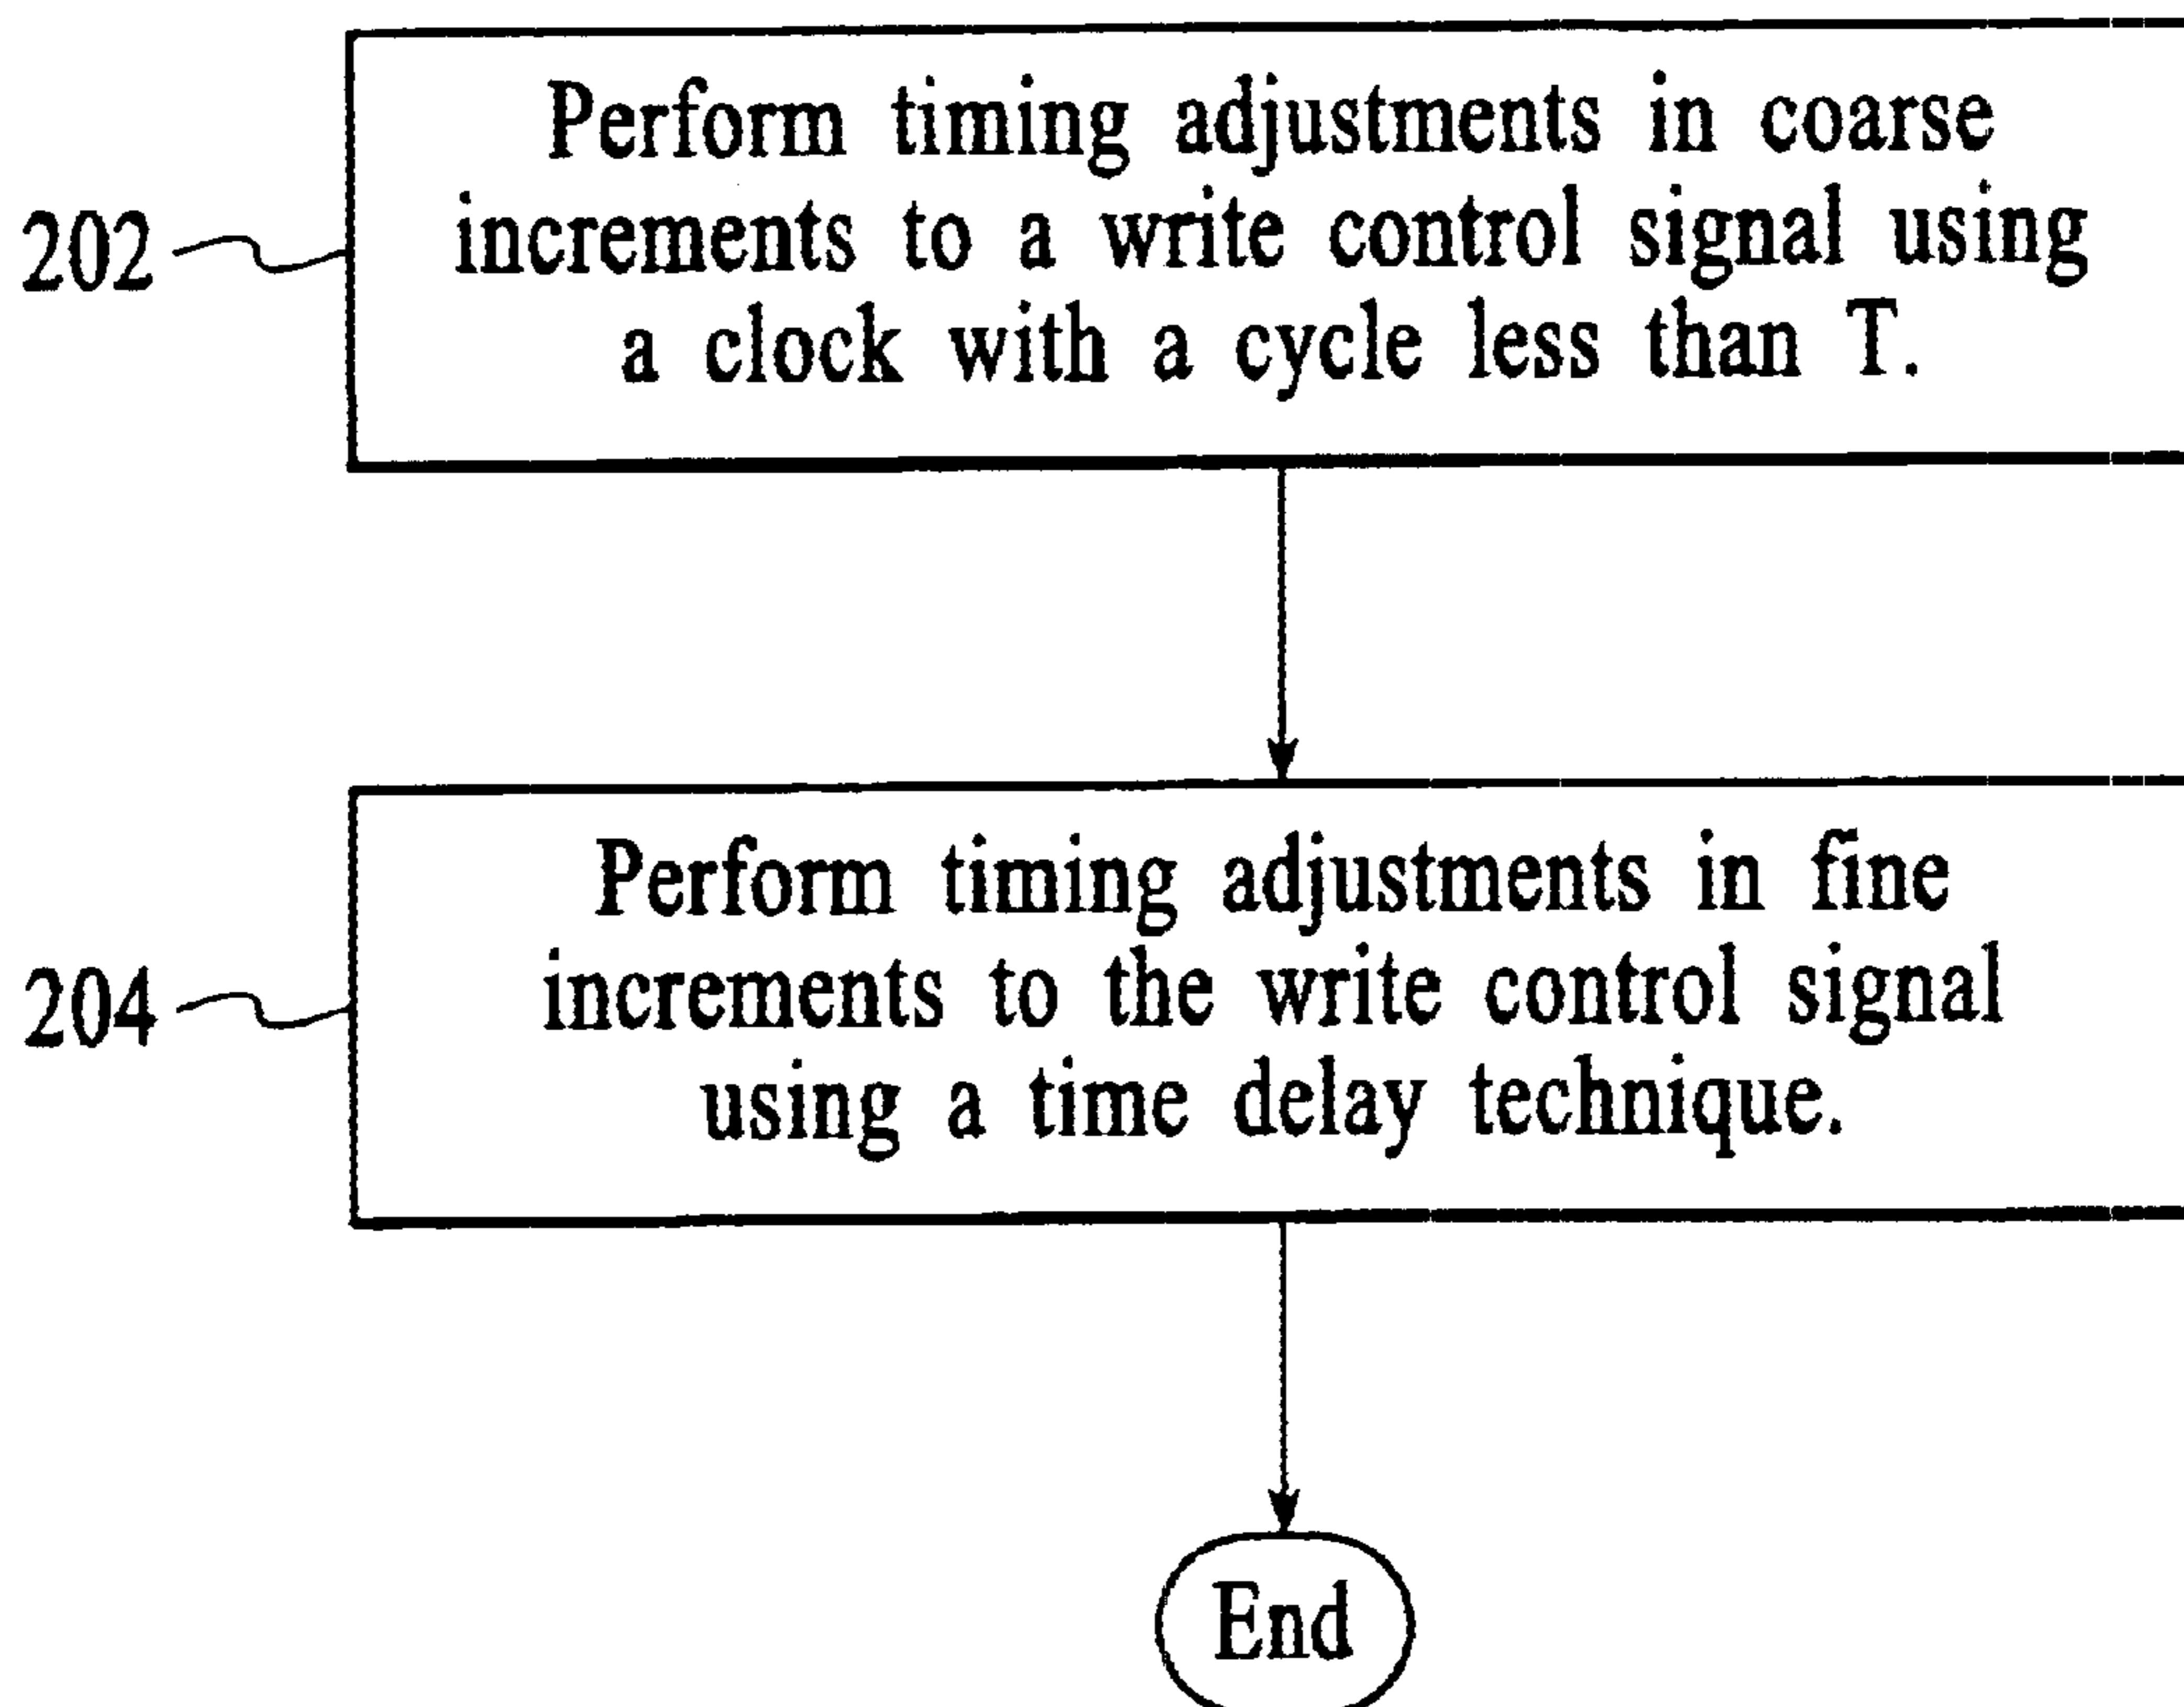 Perform timing adjustments in coarse
increments to a write control signal using
a clock with a cycle less than T.
202
Perform timing adjustments in fine
increments to the write control signal
using a time delay technique.
204
End